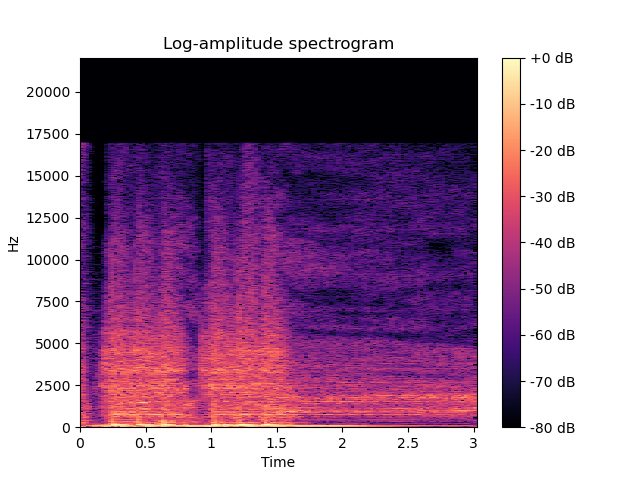 Log-amplitude spectrogram
+0 dB
20000
-10 dB
17500
-20 dB
15000
-30 dB
12500
Hz
-40 dB
10000
-50 dB
7500
-60 dB
5000
-70 dB
2500
0
-80 dB
0 0.5 1 1.5 2 2.5 3
Time